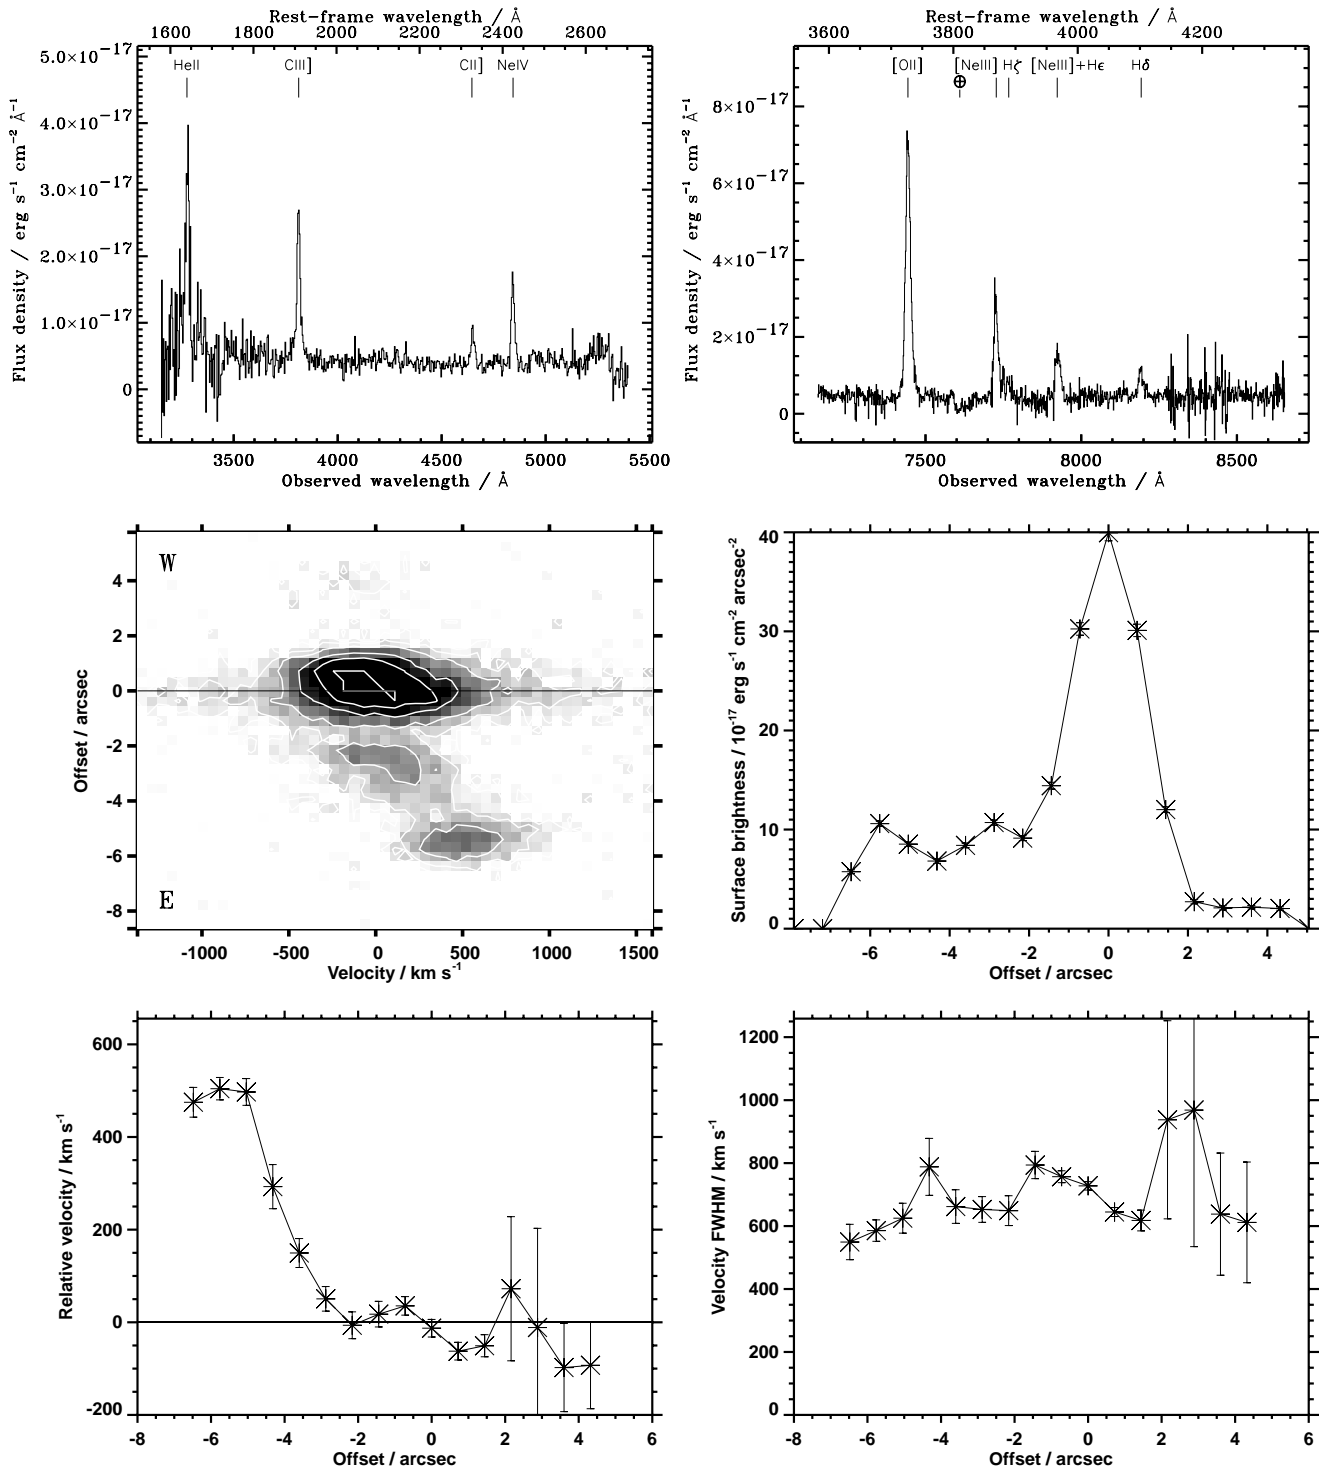 Rest-frame wavelength / Å
1600 1800 2000 2200 2400 2600
5.0×10⁻¹⁷
4.0×10⁻¹⁷
3.0×10⁻¹⁷
2.0×10⁻¹⁷
1.0×10⁻¹⁷
0
Flux density / erg s⁻¹ cm⁻² Å⁻¹
HeII CIII] CII] NeIV
3500 4000 4500 5000 5500
Observed wavelength / Å
Rest-frame wavelength / Å
3600 3800 4000 4200
8×10⁻¹⁷
6×10⁻¹⁷
4×10⁻¹⁷
2×10⁻¹⁷
0
Flux density / erg s⁻¹ cm⁻² Å⁻¹
[OII] ⊕ [NeIII] Hζ [NeIII]+Hε Hδ
7500 8000 8500
Observed wavelength / Å
W
E
4
2
0
-2
-4
-6
-8
Offset / arcsec
-1000 -500 0 500 1000 1500
Velocity / km s⁻¹
40
30
20
10
0
Surface brightness / 10⁻¹⁷ erg s⁻¹ cm⁻² arcsec⁻²
-6 -4 -2 0 2 4
Offset / arcsec
600
400
200
0
-200
Relative velocity / km s⁻¹
-8 -6 -4 -2 0 2 4 6
Offset / arcsec
1200
1000
800
600
400
200
0
Velocity FWHM / km s⁻¹
-8 -6 -4 -2 0 2 4 6
Offset / arcsec